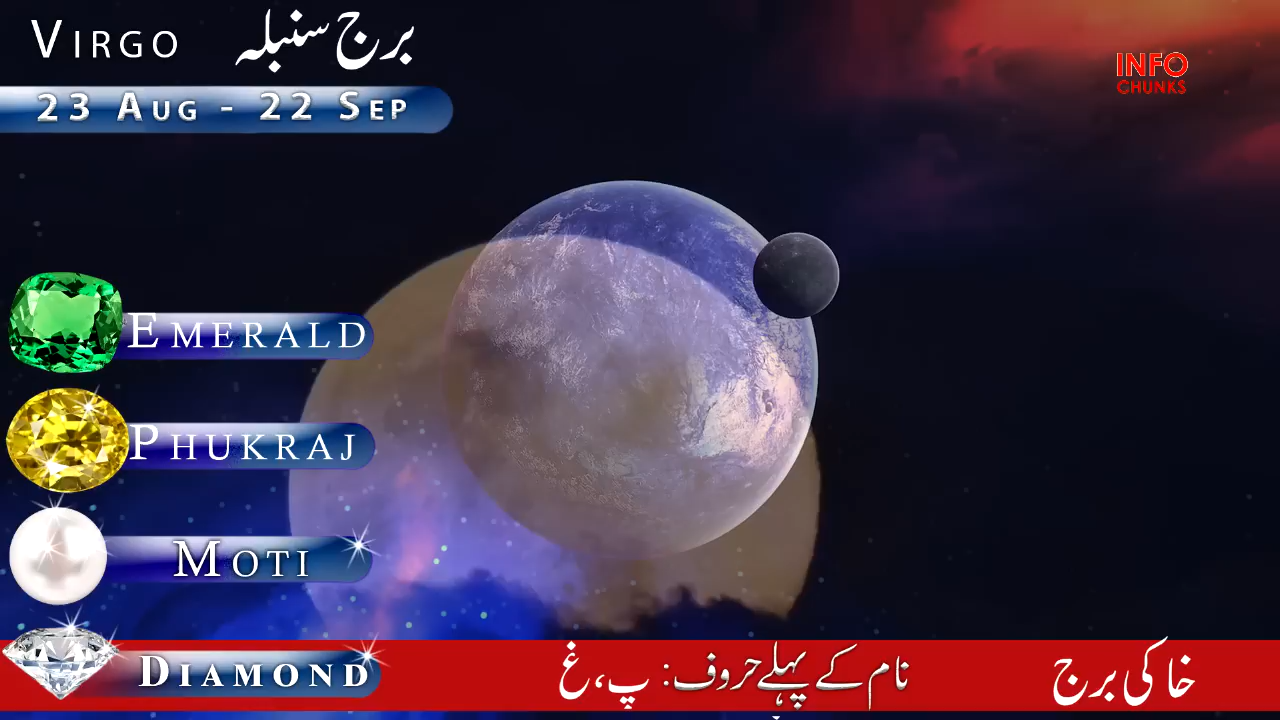 VIRGO برج سنبلہ
23 AUG - 22 SEP
INFO
CHUNKS
EMERALD
PHUKRAJ
MOTI
DIAMOND
نام کے پہلے حروف: پ، غ
خاکی برج